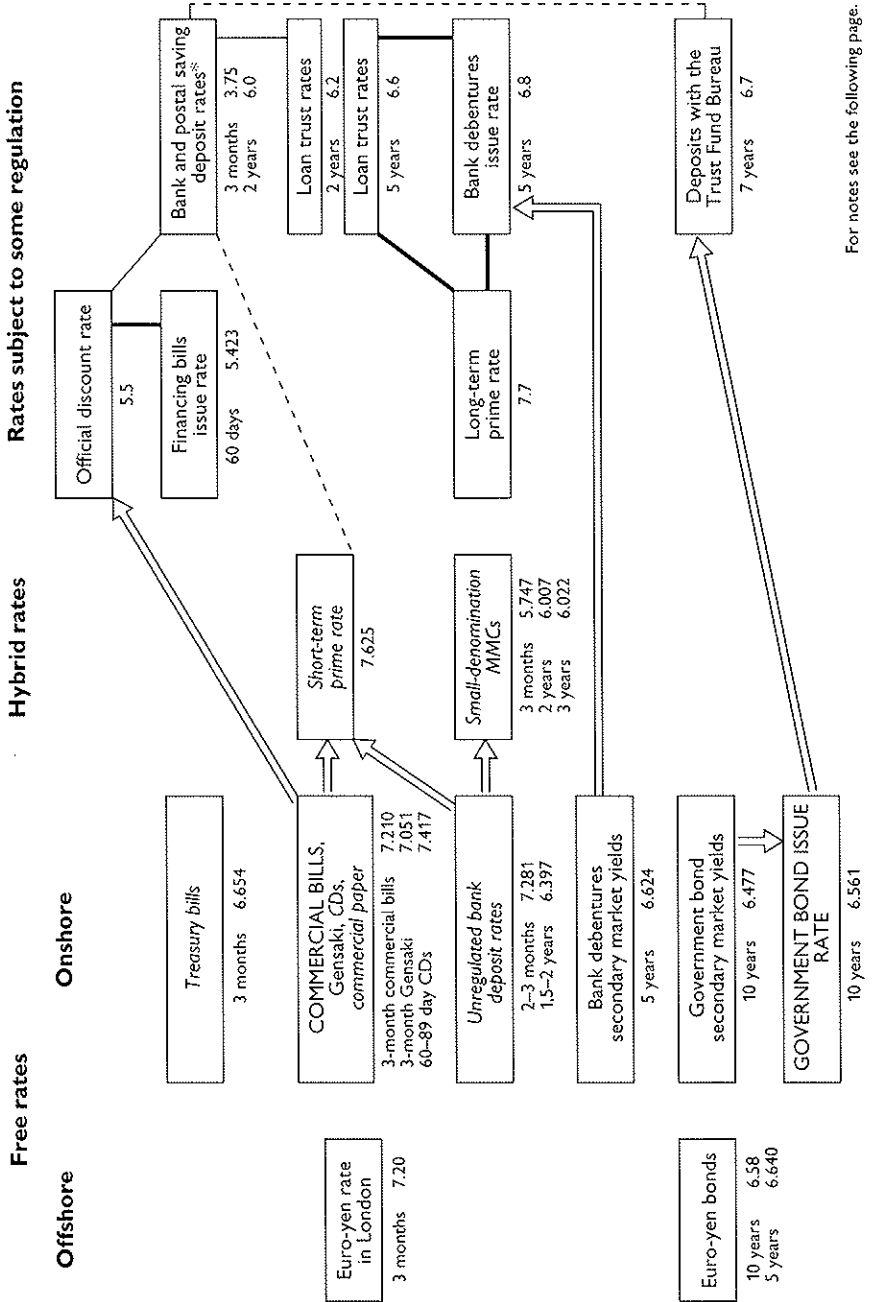 Free rates
Hybrid rates
Rates subject to some regulation
Offshore
Onshore
Euro-yen rate
in London
3 months 7.20
Euro-yen bonds
10 years 6.58
5 years 6.640
Treasury bills
3 months 6.654
COMMERCIAL BILLS,
Gensaki, CDs,
commercial paper
3-month commercial bills 7.210
3-month Gensaki 7.051
60–89 day CDs 7.417
Unregulated bank
deposit rates
2–3 months 7.281
1.5–2 years 6.397
Bank debentures
secondary market yields
5 years 6.624
Government bond
secondary market yields
10 years 6.477
GOVERNMENT BOND ISSUE
RATE
10 years 6.561
Short-term
prime rate
7.625
Small-denomination
MMCs
3 months 5.747
2 years 6.007
3 years 6.022
Official discount rate
5.5
Financing bills
issue rate
60 days 5.423
Long-term
prime rate
7.7
Bank and postal saving
deposit rates*
3 months 3.75
2 years 6.0
Loan trust rates
2 years 6.2
Loan trust rates
5 years 6.6
Bank debentures
issue rate
5 years 6.8
Deposits with the
Trust Fund Bureau
7 years 6.7
For notes see the following page.